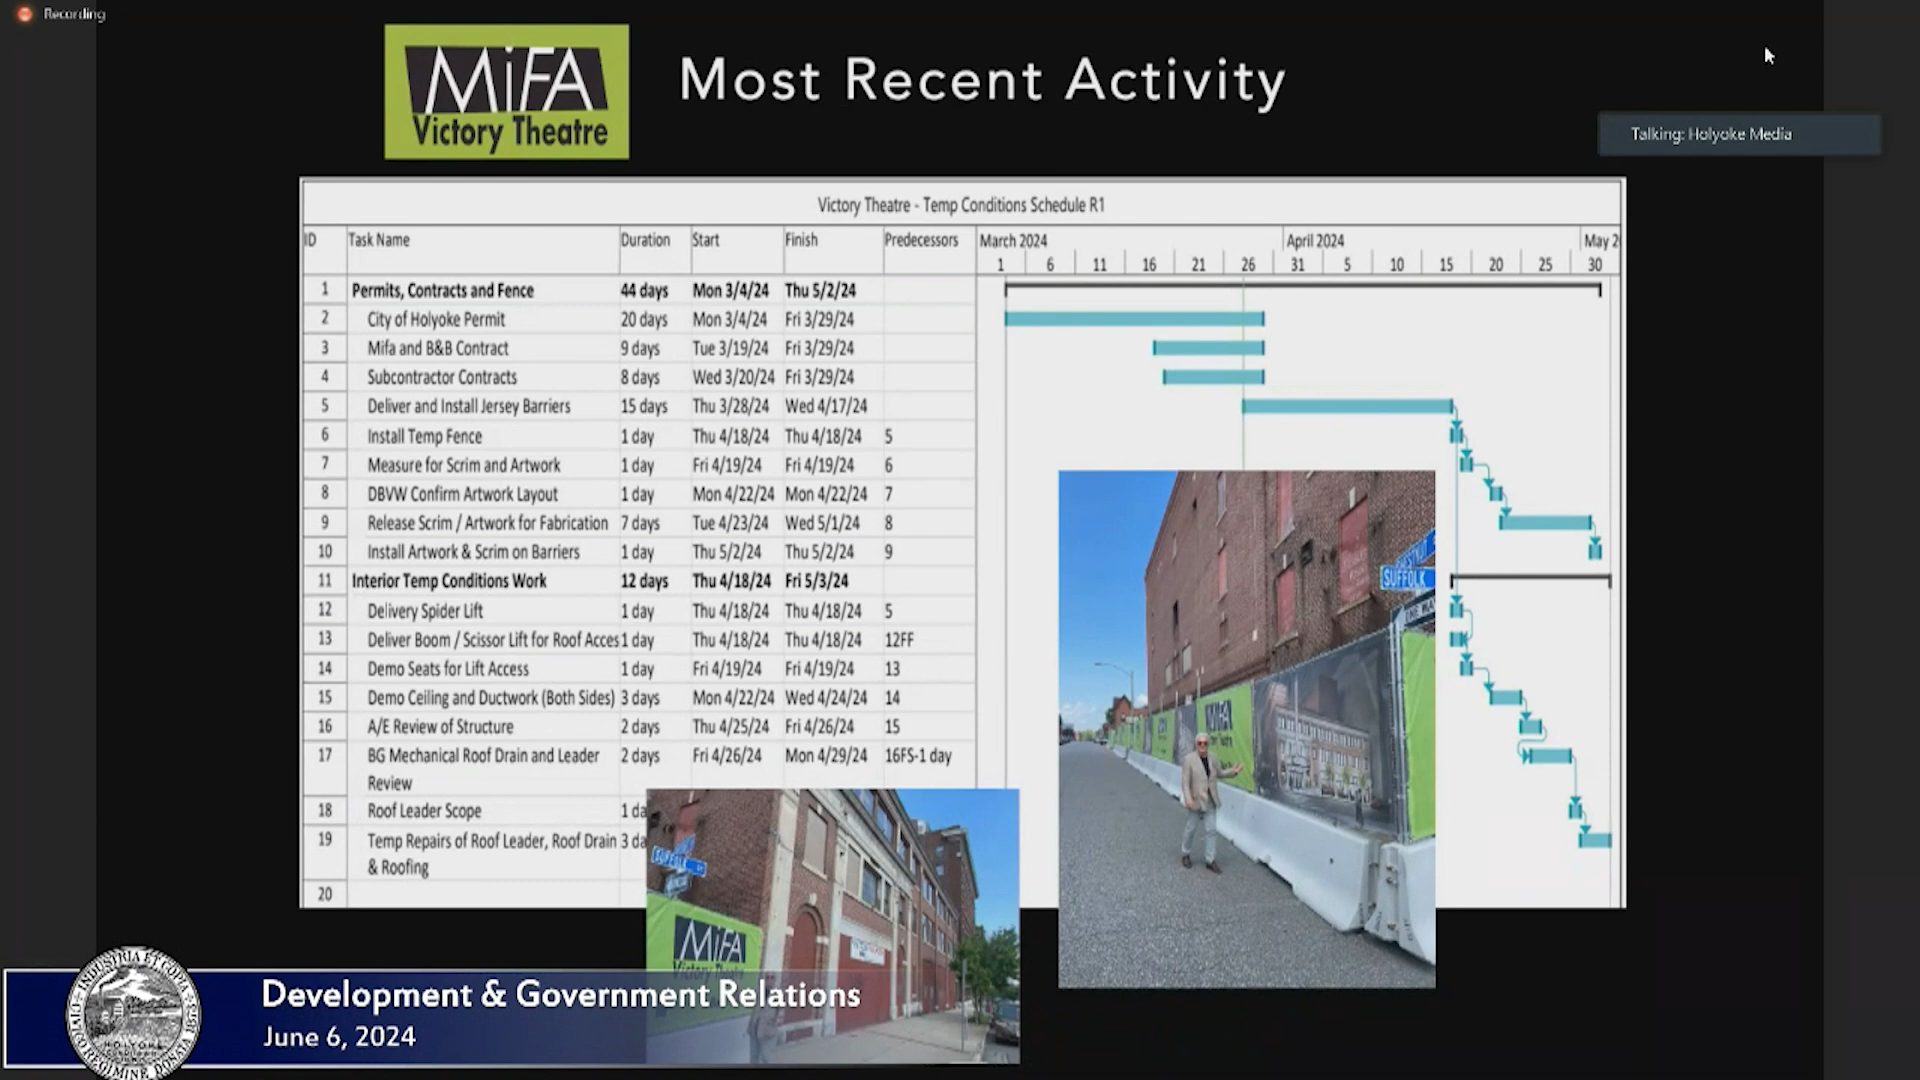 Recording
MiFA
Victory Theatre
Most Recent Activity
Talking: Holyoke Media
Victory Theatre - Temp Conditions Schedule R1
ID Task Name Duration Start Finish Predecessors March 2024 April 2024 May 2
1 6 11 16 21 26 31 5 10 15 20 25 30
1 Permits, Contracts and Fence 44 days Mon 3/4/24 Thu 5/2/24
2 City of Holyoke Permit 20 days Mon 3/4/24 Fri 3/29/24
3 Mifa and B&B Contract 9 days Tue 3/19/24 Fri 3/29/24
4 Subcontractor Contracts 8 days Wed 3/20/24 Fri 3/29/24
5 Deliver and Install Jersey Barriers 15 days Thu 3/28/24 Wed 4/17/24
6 Install Temp Fence 1 day Thu 4/18/24 Thu 4/18/24 5
7 Measure for Scrim and Artwork 1 day Fri 4/19/24 Fri 4/19/24 6
8 DBVW Confirm Artwork Layout 1 day Mon 4/22/24 Mon 4/22/24 7
9 Release Scrim / Artwork for Fabrication 7 days Tue 4/23/24 Wed 5/1/24 8
10 Install Artwork & Scrim on Barriers 1 day Thu 5/2/24 Thu 5/2/24 9
11 Interior Temp Conditions Work 12 days Thu 4/18/24 Fri 5/3/24
12 Delivery Spider Lift 1 day Thu 4/18/24 Thu 4/18/24 5
13 Deliver Boom / Scissor Lift for Roof Acces 1 day Thu 4/18/24 Thu 4/18/24 12FF
14 Demo Seats for Lift Access 1 day Fri 4/19/24 Fri 4/19/24 13
15 Demo Ceiling and Ductwork (Both Sides) 3 days Mon 4/22/24 Wed 4/24/24 14
16 A/E Review of Structure 2 days Thu 4/25/24 Fri 4/26/24 15
17 BG Mechanical Roof Drain and Leader 2 days Fri 4/26/24 Mon 4/29/24 16FS-1 day
Review
18 Roof Leader Scope 1 da
19 Temp Repairs of Roof Leader, Roof Drain 3 da
& Roofing
20
CHESTNUT
SUFFOLK
ONE WAY
MiFA
SUFFOLK ST
MiFA
Victory Theatre
Development & Government Relations
June 6, 2024
HOLYOKE